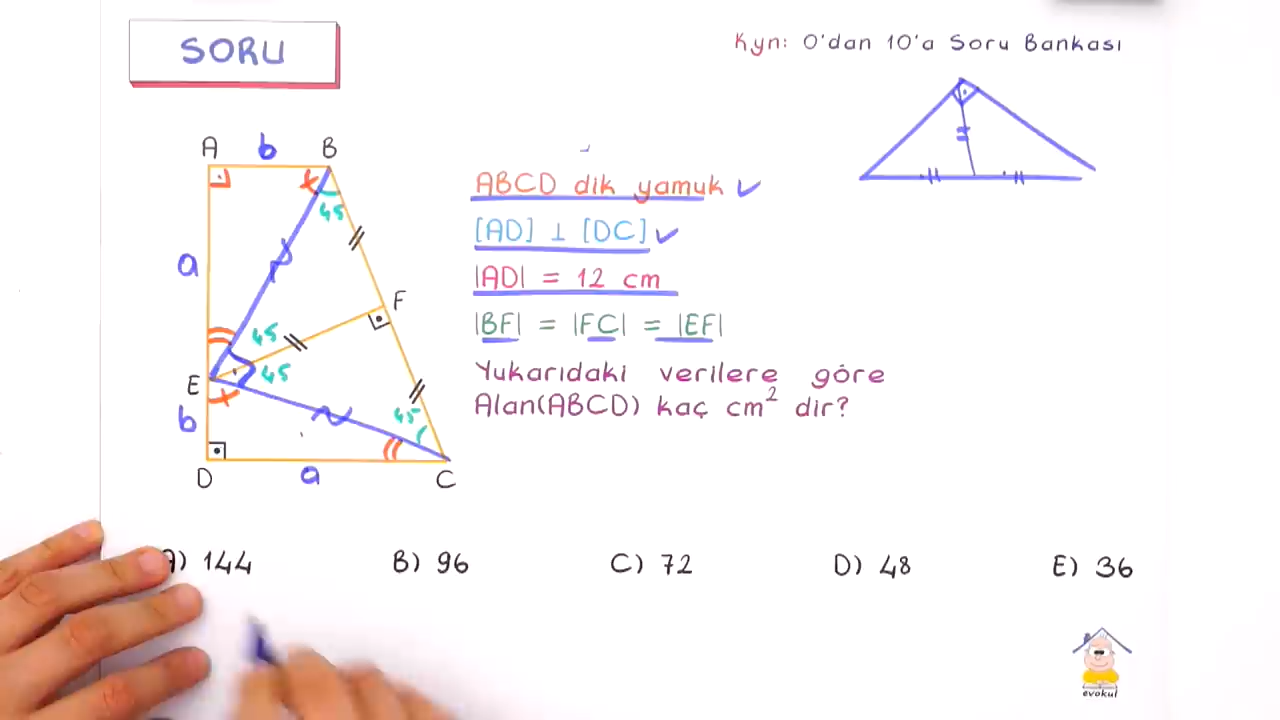 SORU
Kyn: 0'dan 10'a Soru Bankası
A b B
45
a
F
45
45
E
b
45
D a C
ABCD dik yamuk
[AD] ⊥ [DC]
|AD| = 12 cm
|BF| = |FC| = |EF|
Yukarıdaki verilere göre
Alan(ABCD) kaç cm² dir?
A) 144 B) 96 C) 72 D) 48 E) 36
evokul